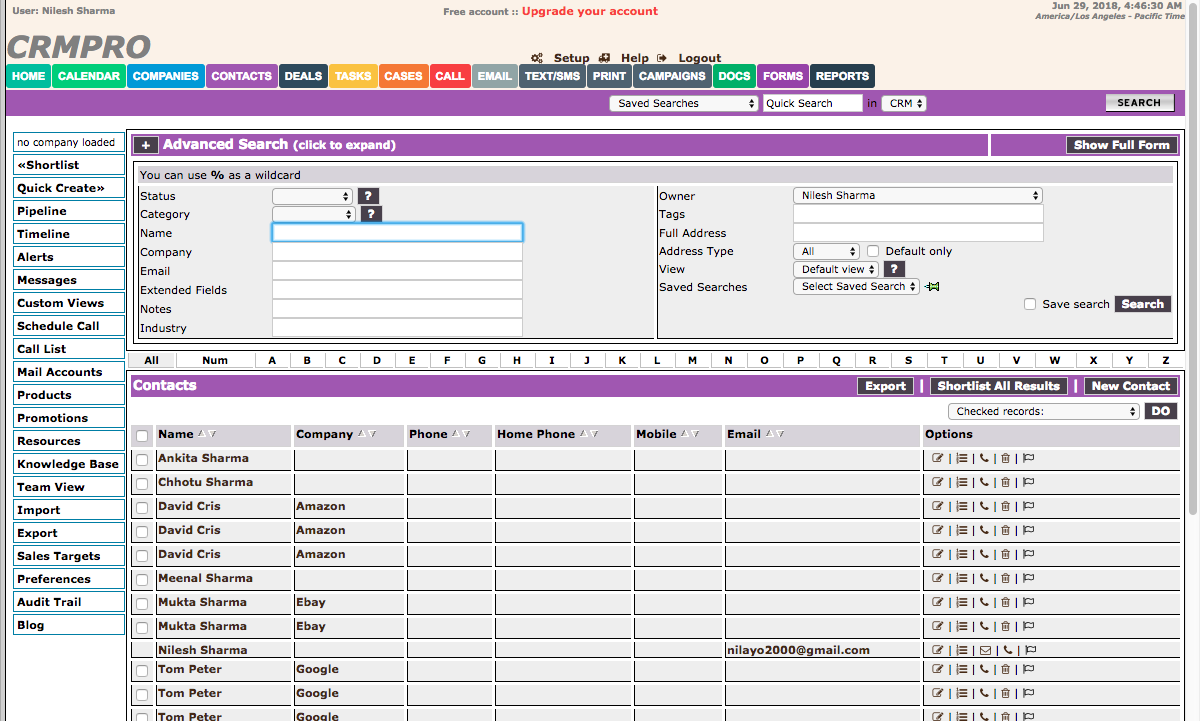 User: Nilesh Sharma
Free account :: Upgrade your account
Jun 29, 2018, 4:46:30 AM
America/Los Angeles - Pacific Time
CRMPRO
Setup Help Logout
HOME CALENDAR COMPANIES CONTACTS DEALS TASKS CASES CALL EMAIL TEXT/SMS PRINT CAMPAIGNS DOCS FORMS REPORTS
Saved Searches Quick Search in CRM SEARCH
no company loaded
«Shortlist
Quick Create»
Pipeline
Timeline
Alerts
Messages
Custom Views
Schedule Call
Call List
Mail Accounts
Products
Promotions
Resources
Knowledge Base
Team View
Import
Export
Sales Targets
Preferences
Audit Trail
Blog
+ Advanced Search (click to expand) Show Full Form
You can use % as a wildcard
Status ?
Category ?
Name
Company
Email
Extended Fields
Notes
Industry
Owner Nilesh Sharma
Tags
Full Address
Address Type All Default only
View Default view ?
Saved Searches Select Saved Search
Save search Search
All Num A B C D E F G H I J K L M N O P Q R S T U V W X Y Z
Contacts Export | Shortlist All Results | New Contact
Checked records: DO
Name Company Phone Home Phone Mobile Email Options
Ankita Sharma
Chhotu Sharma
David Cris Amazon
David Cris Amazon
David Cris Amazon
Meenal Sharma
Mukta Sharma Ebay
Mukta Sharma Ebay
Nilesh Sharma nilayo2000@gmail.com
Tom Peter Google
Tom Peter Google
Tom Peter Google